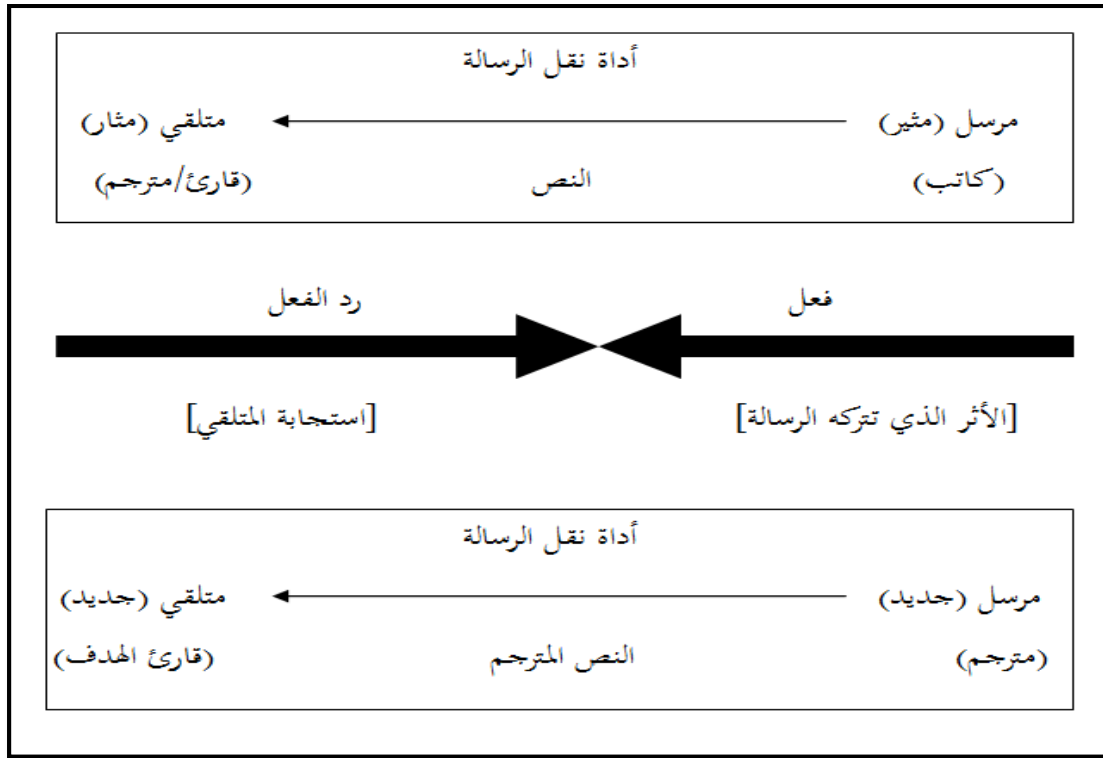 أداة نقل الرسالة
مرسل (مثير) متلقي (مثار)
(كاتب) النص (قارئ/مترجم)
فعل رد الفعل
[الأثر الذي تتركه الرسالة] [استجابة المتلقي]
أداة نقل الرسالة
مرسل (جديد) متلقي (جديد)
(مترجم) النص المترجم (قارئ الهدف)